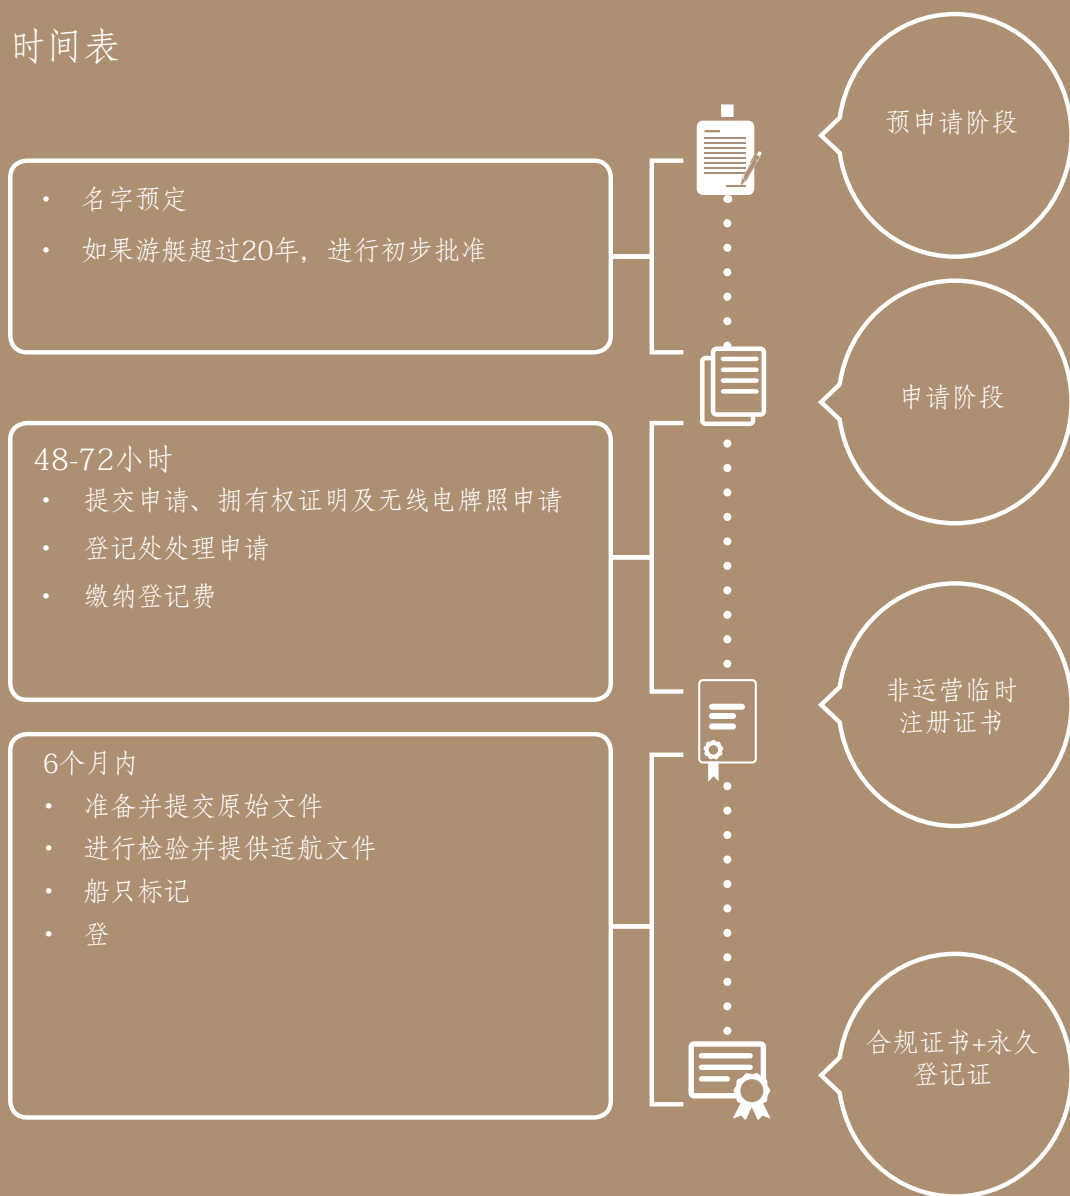 时间表
预申请阶段
• 名字预定
• 如果游艇超过20年，进行初步批准
申请阶段
48-72小时
• 提交申请、拥有权证明及无线电牌照申请
• 登记处处理申请
• 缴纳登记费
非运营临时
注册证书
6个月内
• 准备并提交原始文件
• 进行检验并提供适航文件
• 船只标记
• 登
合规证书+永久
登记证